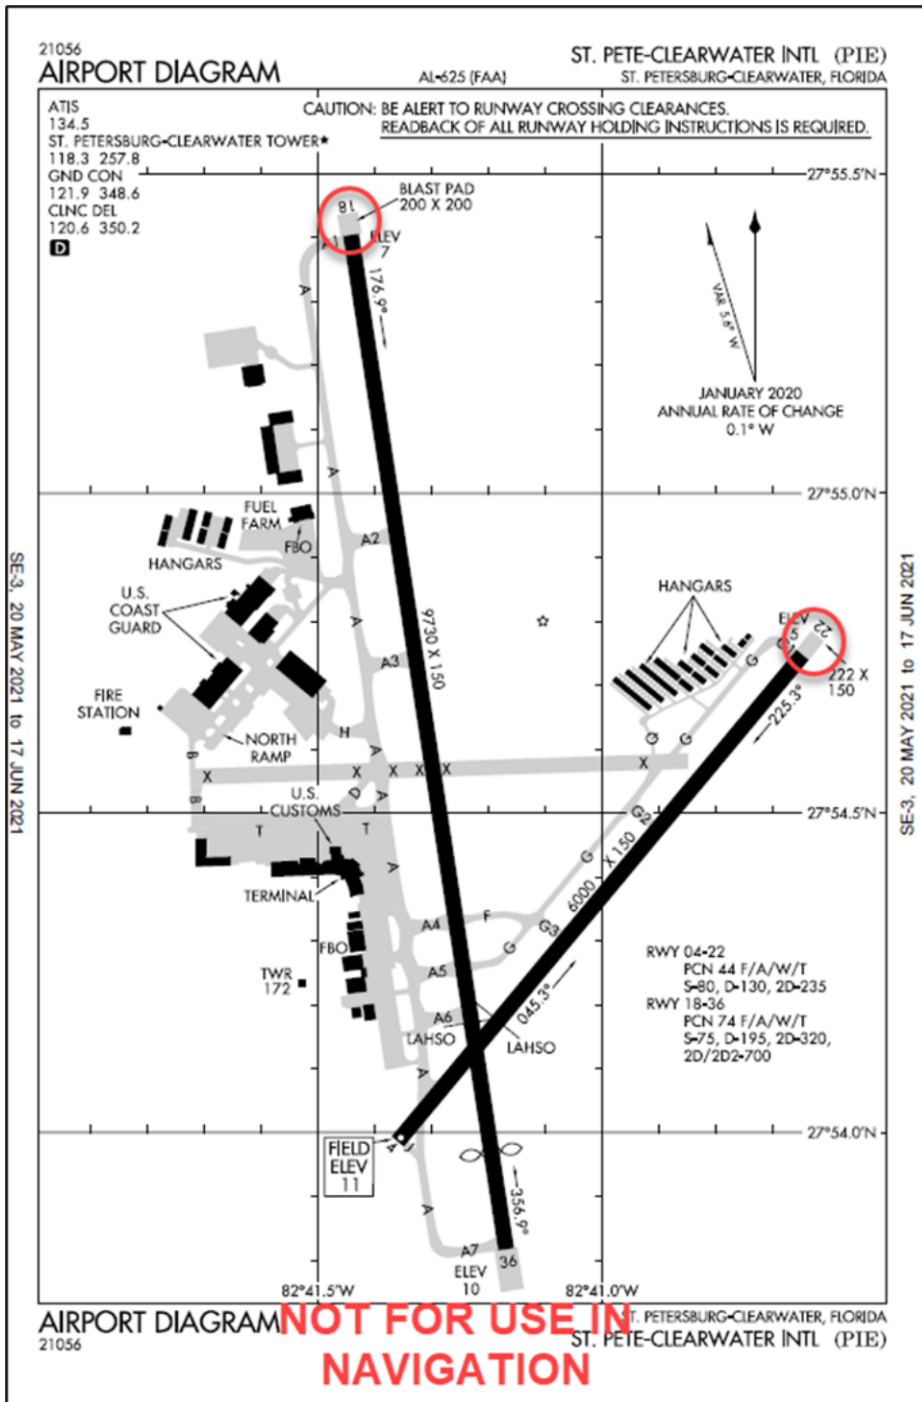 21056
AIRPORT DIAGRAM
AL-625 (FAA)
ST. PETE-CLEARWATER INTL (PIE)
ST. PETERSBURG-CLEARWATER, FLORIDA
ATIS
134.5
ST. PETERSBURG-CLEARWATER TOWER★
118.3 257.8
GND CON
121.9 348.6
CLNC DEL
120.6 350.2
D
CAUTION: BE ALERT TO RUNWAY CROSSING CLEARANCES.
READBACK OF ALL RUNWAY HOLDING INSTRUCTIONS IS REQUIRED.
27°55.5'N
18
BLAST PAD
200 X 200
A1
ELEV
7
176.9°
A
VAR 5.6° W
JANUARY 2020
ANNUAL RATE OF CHANGE
0.1° W
A
27°55.0'N
FUEL
FARM
FBO
A2
HANGARS
U.S.
COAST
GUARD
A
9730 X 150
A3
HANGARS
ELEV
5
22
G
G
222 X
150
225.3°
FIRE
STATION
NORTH
RAMP
H
A
G
G
B
X
X
X
X
X
X
B
D
A
U.S.
CUSTOMS
27°54.5'N
T
T
G2
A
G
6000 X 150
TERMINAL
A4
F
G3
FBO
G
A5
TWR
172
045.3°
RWY 04-22
PCN 44 F/A/W/T
S-80, D-130, 2D-235
RWY 18-36
PCN 74 F/A/W/T
S-75, D-195, 2D-320,
2D/2D2-700
A6
LAHSO
LAHSO
A
27°54.0'N
4
J
FIELD
ELEV
11
A
356.9°
A7
ELEV
10
36
82°41.5'W
82°41.0'W
SE-3, 20 MAY 2021 to 17 JUN 2021
SE-3, 20 MAY 2021 to 17 JUN 2021
AIRPORT DIAGRAM
21056
NOT FOR USE IN
NAVIGATION
ST. PETERSBURG-CLEARWATER, FLORIDA
ST. PETE-CLEARWATER INTL (PIE)